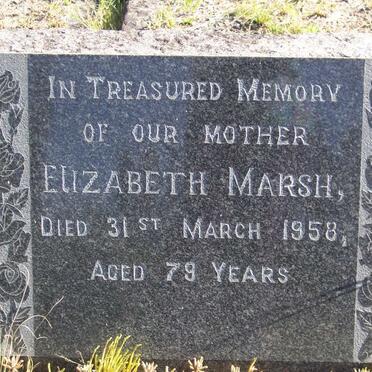 In Treasured Memory
of our mother
Elizabeth Marsh,
Died 31st March 1958,
Aged 79 Years